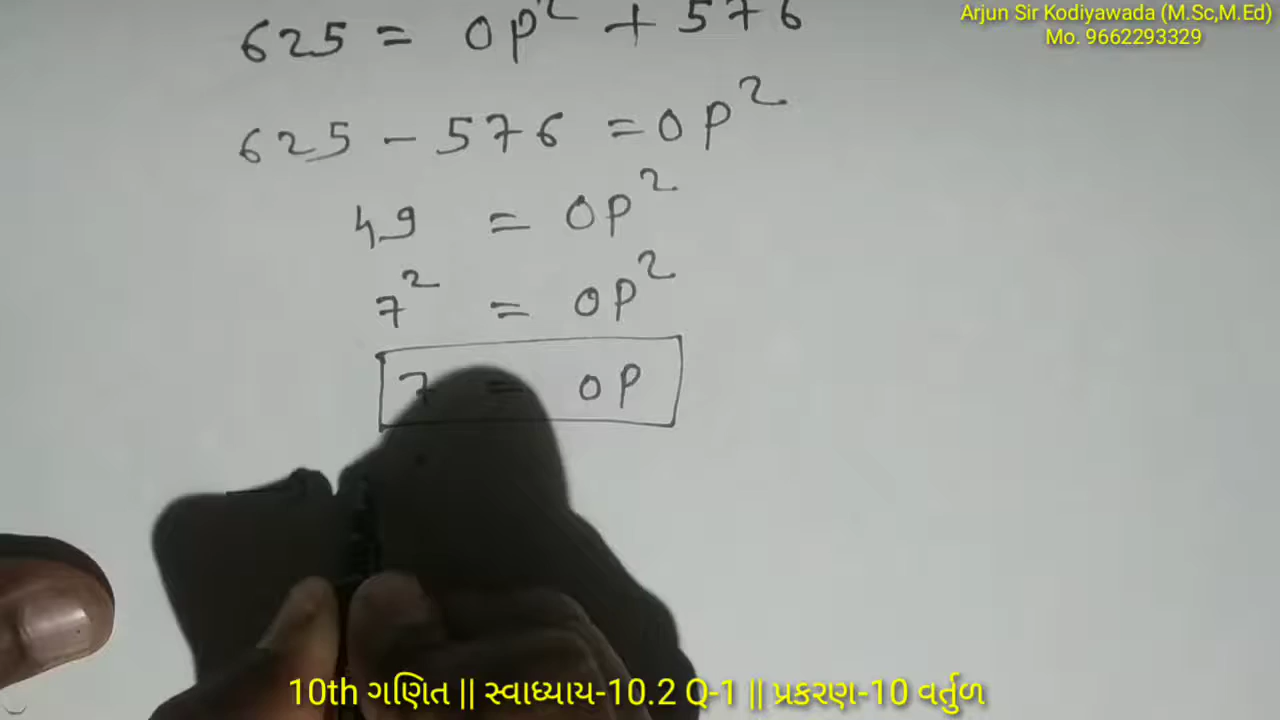 Arjun Sir Kodiyawada (M.Sc,M.Ed)
Mo. 9662293329
625 = OP² + 576
625 - 576 = OP²
49 = OP²
7² = OP²
7 = OP
10th ગણિત || સ્વાધ્યાય-10.2 Q-1 || પ્રકરણ-10 વર્તુળ